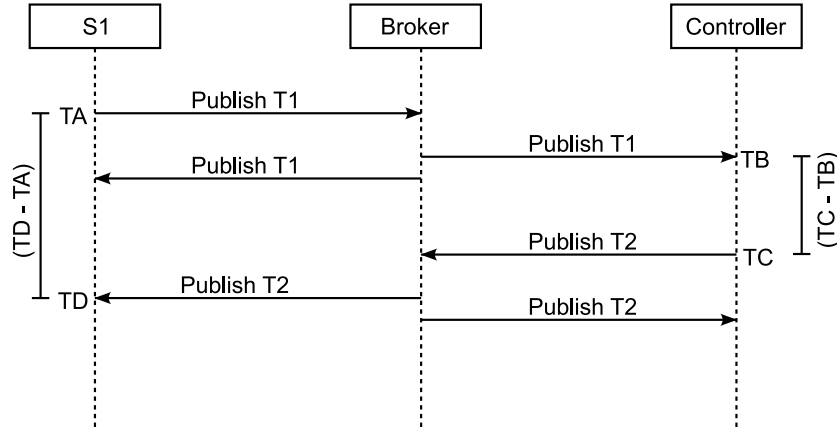 S1
Broker
Controller
TA
Publish T1
Publish T1
TB
Publish T1
(TD - TA)
(TC - TB)
Publish T2
TC
Publish T2
TD
Publish T2